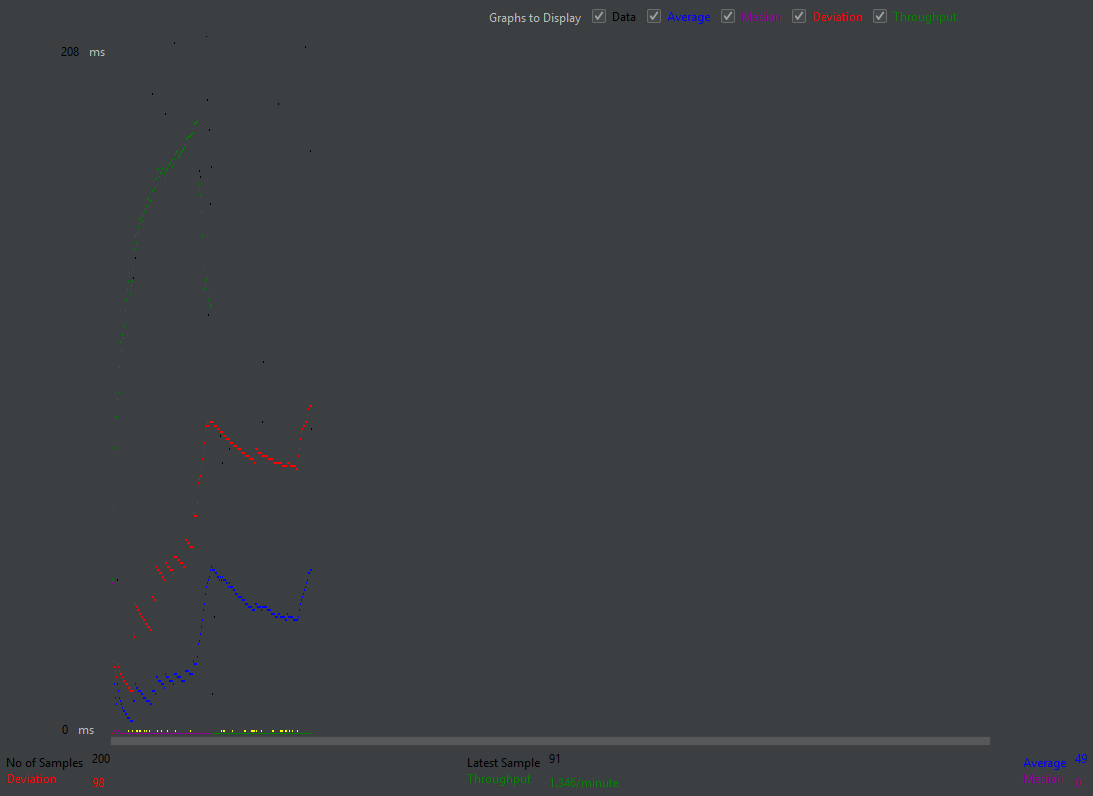 Graphs to Display Data Average Median Deviation Throughput
208 ms
0 ms
No of Samples 200 Latest Sample 91 Average 49
Deviation 98 Throughput 1,346/minute Median 0